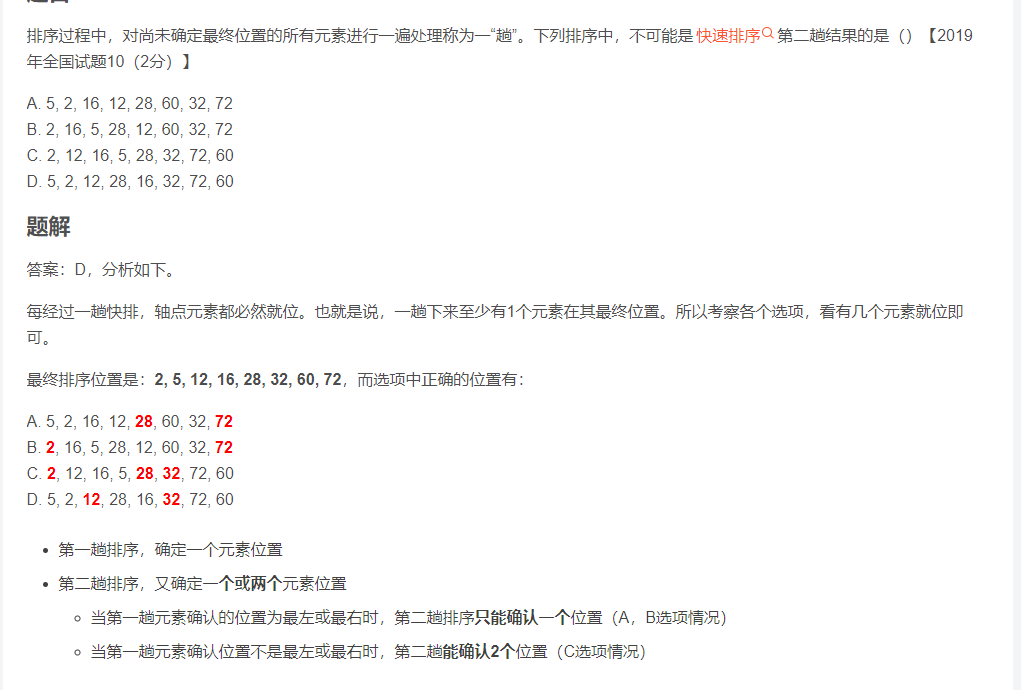 排序过程中，对尚未确定最终位置的所有元素进行一遍处理称为一“趟”。下列排序中，不可能是 快速排序 第二趟结果的是（）【2019
年全国试题10（2分）】
A. 5, 2, 16, 12, 28, 60, 32, 72
B. 2, 16, 5, 28, 12, 60, 32, 72
C. 2, 12, 16, 5, 28, 32, 72, 60
D. 5, 2, 12, 28, 16, 32, 72, 60
题解
答案：D，分析如下。
每经过一趟快排，轴点元素都必然就位。也就是说，一趟下来至少有1个元素在其最终位置。所以考察各个选项，看有几个元素就位即
可。
最终排序位置是：2, 5, 12, 16, 28, 32, 60, 72，而选项中正确的位置有：
A. 5, 2, 16, 12, 28, 60, 32, 72
B. 2, 16, 5, 28, 12, 60, 32, 72
C. 2, 12, 16, 5, 28, 32, 72, 60
D. 5, 2, 12, 28, 16, 32, 72, 60
• 第一趟排序，确定一个元素位置
• 第二趟排序，又确定一个或两个元素位置
◦ 当第一趟元素确认的位置为最左或最右时，第二趟排序只能确认一个位置（A，B选项情况）
◦ 当第一趟元素确认位置不是最左或最右时，第二趟能确认2个位置（C选项情况）